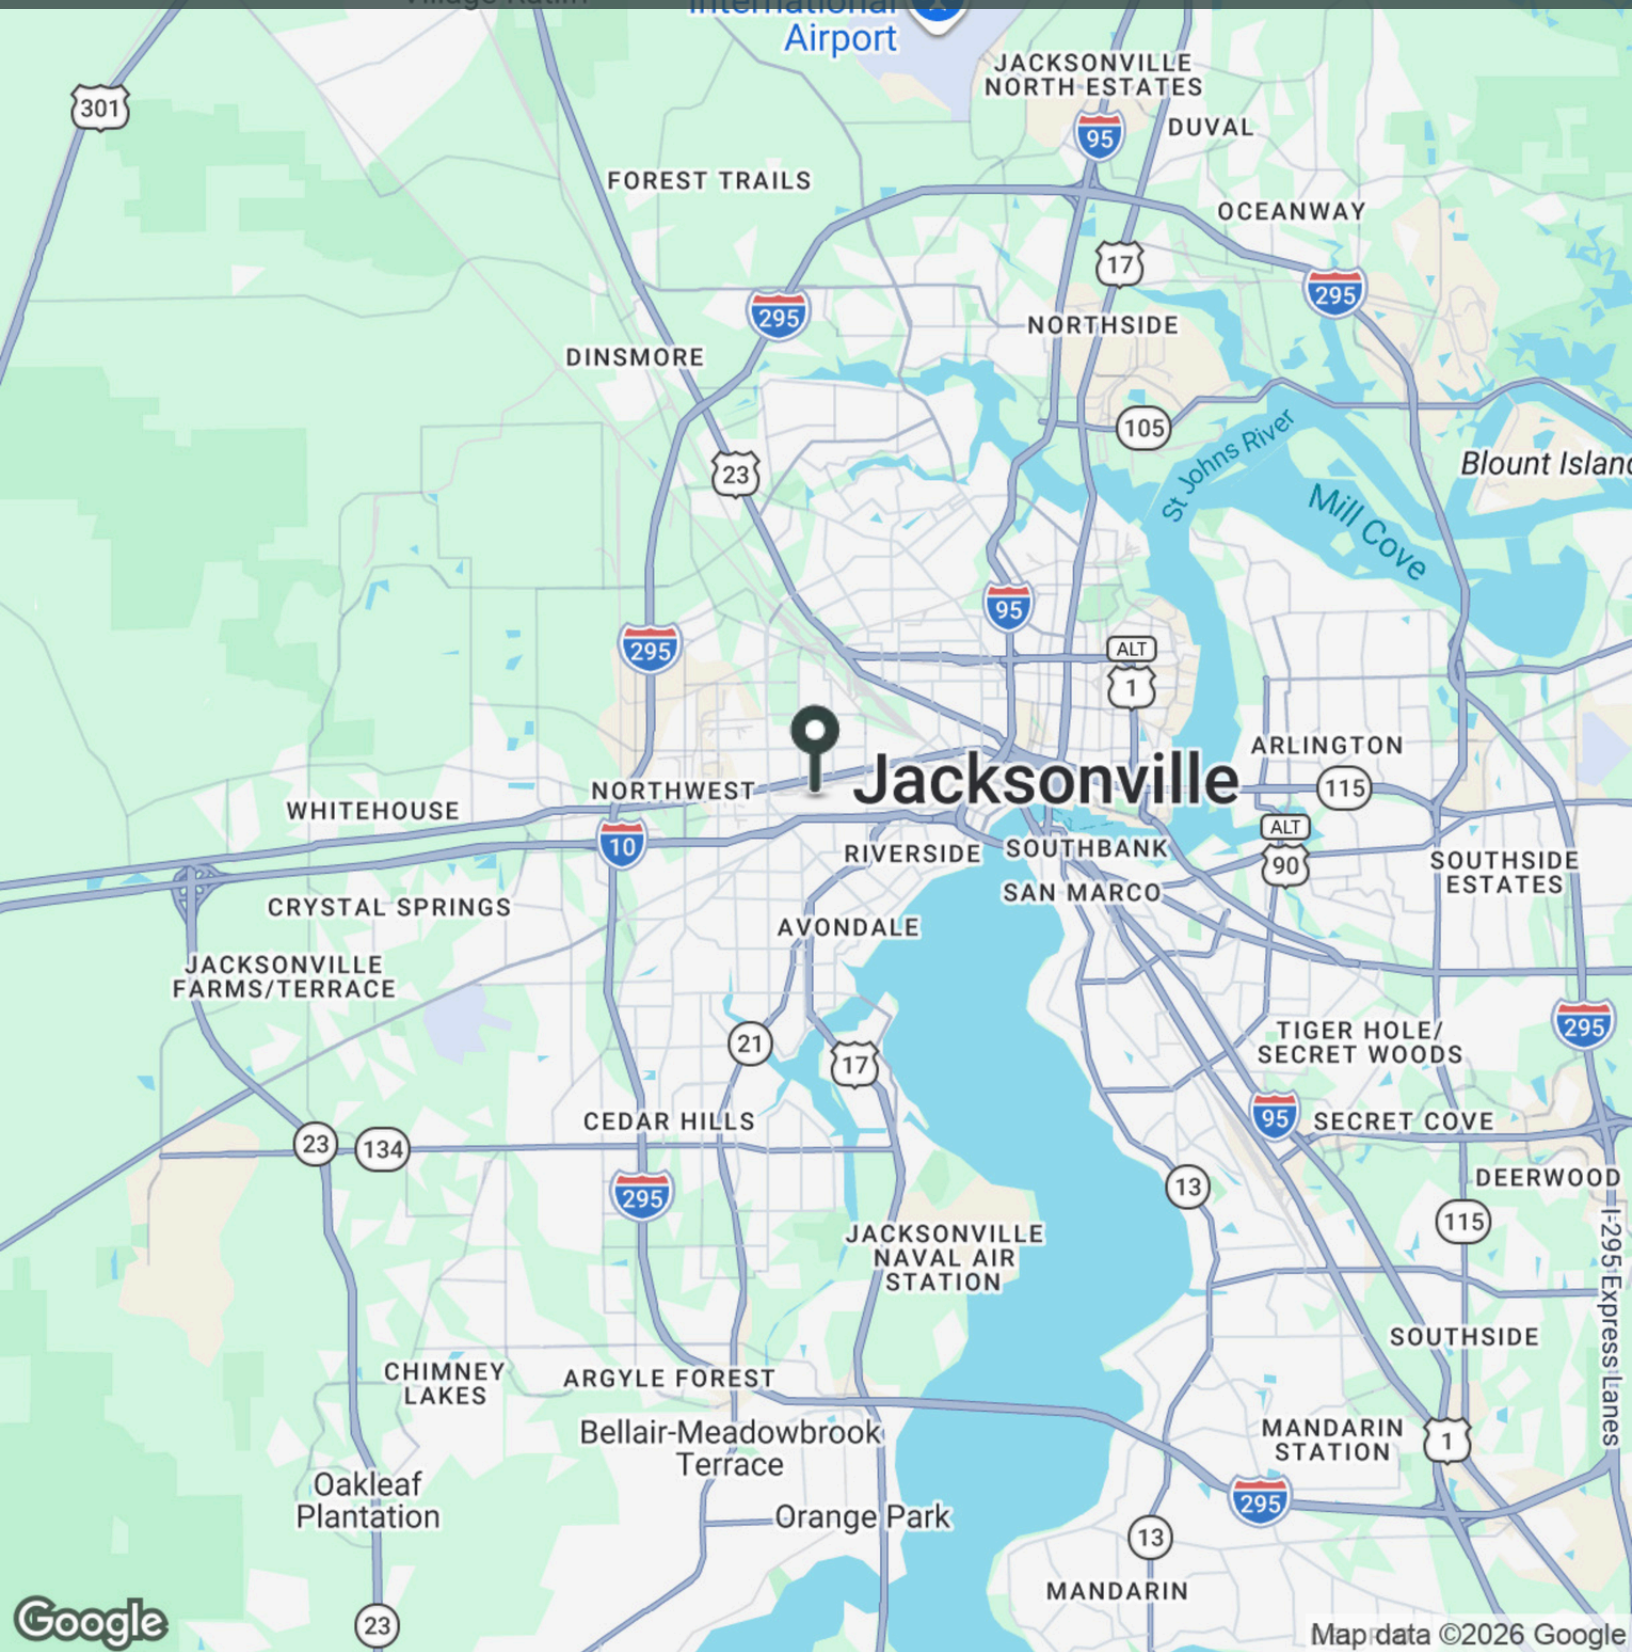 International
Airport
JACKSONVILLE
NORTH ESTATES
301
95
DUVAL
FOREST TRAILS
OCEANWAY
17
295
295
NORTHSIDE
DINSMORE
105
St Johns River
Blount Island
23
Mill Cove
95
295
ALT
1
ARLINGTON
Jacksonville
115
NORTHWEST
WHITEHOUSE
ALT
10
RIVERSIDE
SOUTHBANK
90
SOUTHSIDE
ESTATES
SAN MARCO
CRYSTAL SPRINGS
AVONDALE
JACKSONVILLE
FARMS/TERRACE
295
TIGER HOLE/
SECRET WOODS
21
17
95
CEDAR HILLS
SECRET COVE
23
134
DEERWOOD
13
295
115
JACKSONVILLE
NAVAL AIR
STATION
I-295 Express Lanes
SOUTHSIDE
CHIMNEY
LAKES
ARGYLE FOREST
Bellair-Meadowbrook
Terrace
MANDARIN
STATION
1
Oakleaf
Plantation
295
Orange Park
13
MANDARIN
23
Google
Map data ©2026 Google